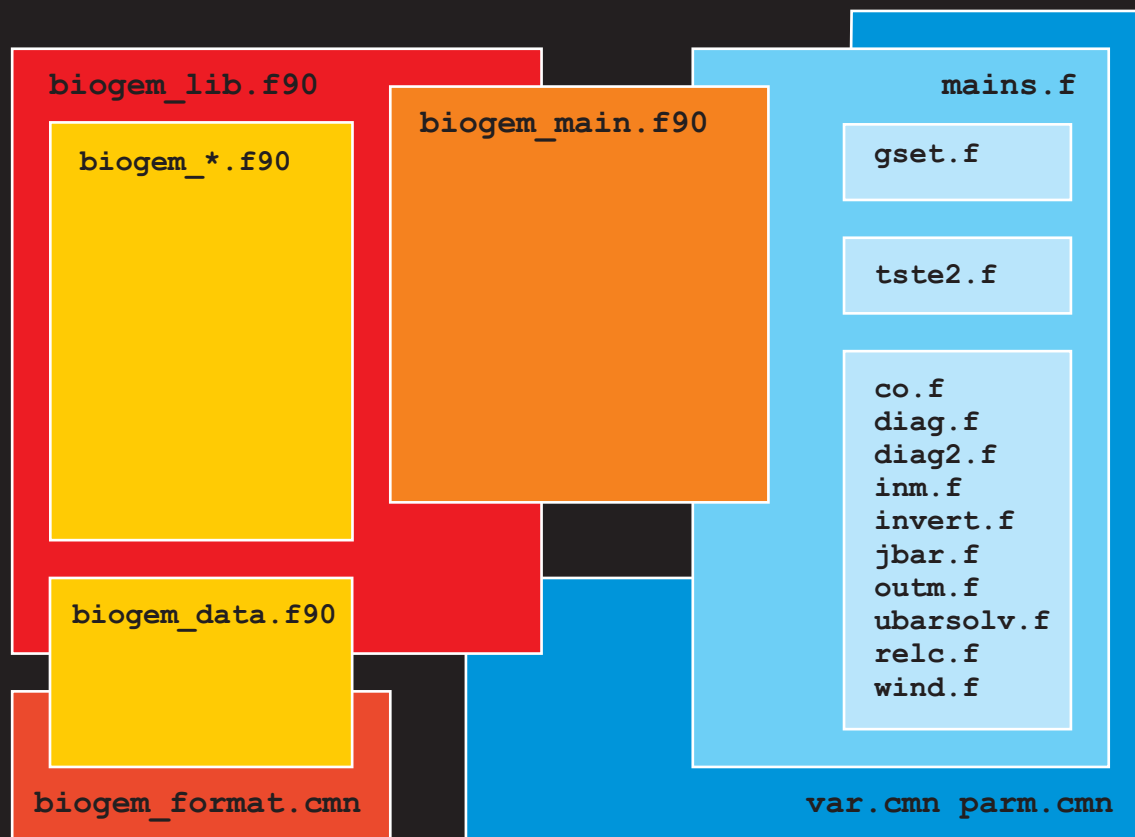 biogem_lib.f90
biogem_*.f90
biogem_data.f90
biogem_format.cmn
biogem_main.f90
mains.f
gset.f
tste2.f
co.f
diag.f
diag2.f
inm.f
invert.f
jbar.f
outm.f
ubarsolv.f
relc.f
wind.f
var.cmn parm.cmn